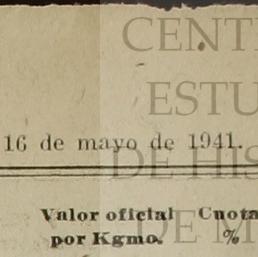 CENT
ESTU
16 de mayo de 1941.
DE HIS
Valor oficial Cuota
por Kgmo. %
DE M